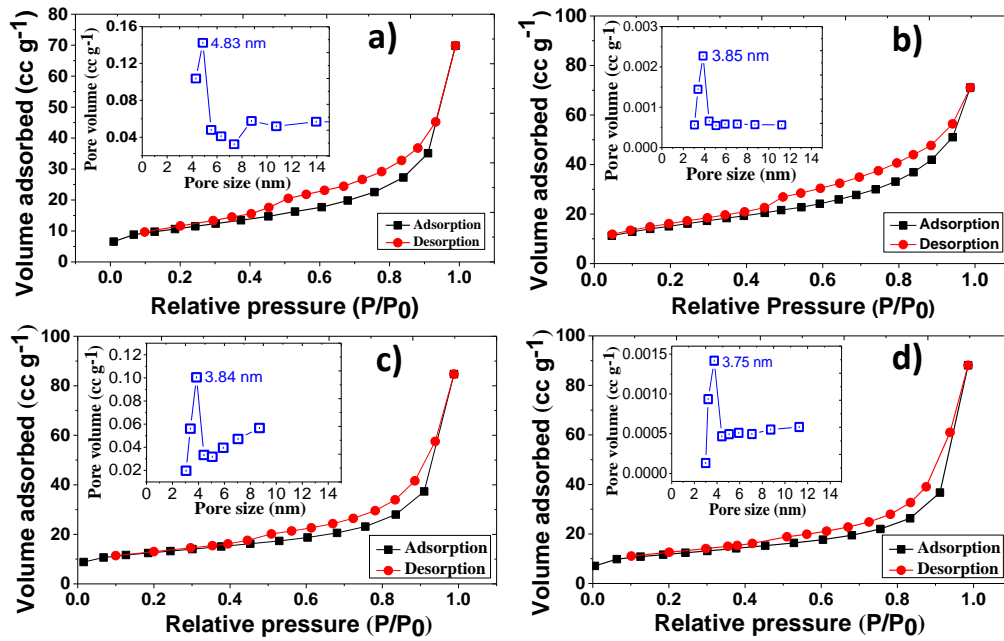 a)
Volume adsorbed (cc g-1)
80
70
60
50
40
30
20
10
0
0.0 0.2 0.4 0.6 0.8 1.0
Relative pressure (P/P0)
Adsorption
Desorption
Pore volume (cc g-1)
0.16
0.12
0.08
0.04
0 2 4 6 8 10 12 14
Pore size (nm)
4.83 nm
b)
Volume adsorbed (cc g-1)
100
80
60
40
20
0
0.0 0.2 0.4 0.6 0.8 1.0
Relative Pressure (P/P0)
Adsorption
Desorption
Pore volume (cc g-1)
0.003
0.002
0.001
0.000
0 2 4 6 8 10 12 14
Pore size (nm)
3.85 nm
c)
Volume adsorbed (cc g-1)
100
80
60
40
20
0
0.0 0.2 0.4 0.6 0.8 1.0
Relative pressure (P/P0)
Adsorption
Desorption
Pore volume (cc g-1)
0.13
0.10
0.08
0.06
0.04
0.02
0 2 4 6 8 10 12 14
Pore size (nm)
3.84 nm
d)
Volume adsorbed (cc g-1)
100
80
60
40
20
0
0.0 0.2 0.4 0.6 0.8 1.0
Relative pressure (P/P0)
Adsorption
Desorption
Pore volume (cc g-1)
0.0015
0.0010
0.0005
0.0000
0 2 4 6 8 10 12 14
Pore size (nm)
3.75 nm